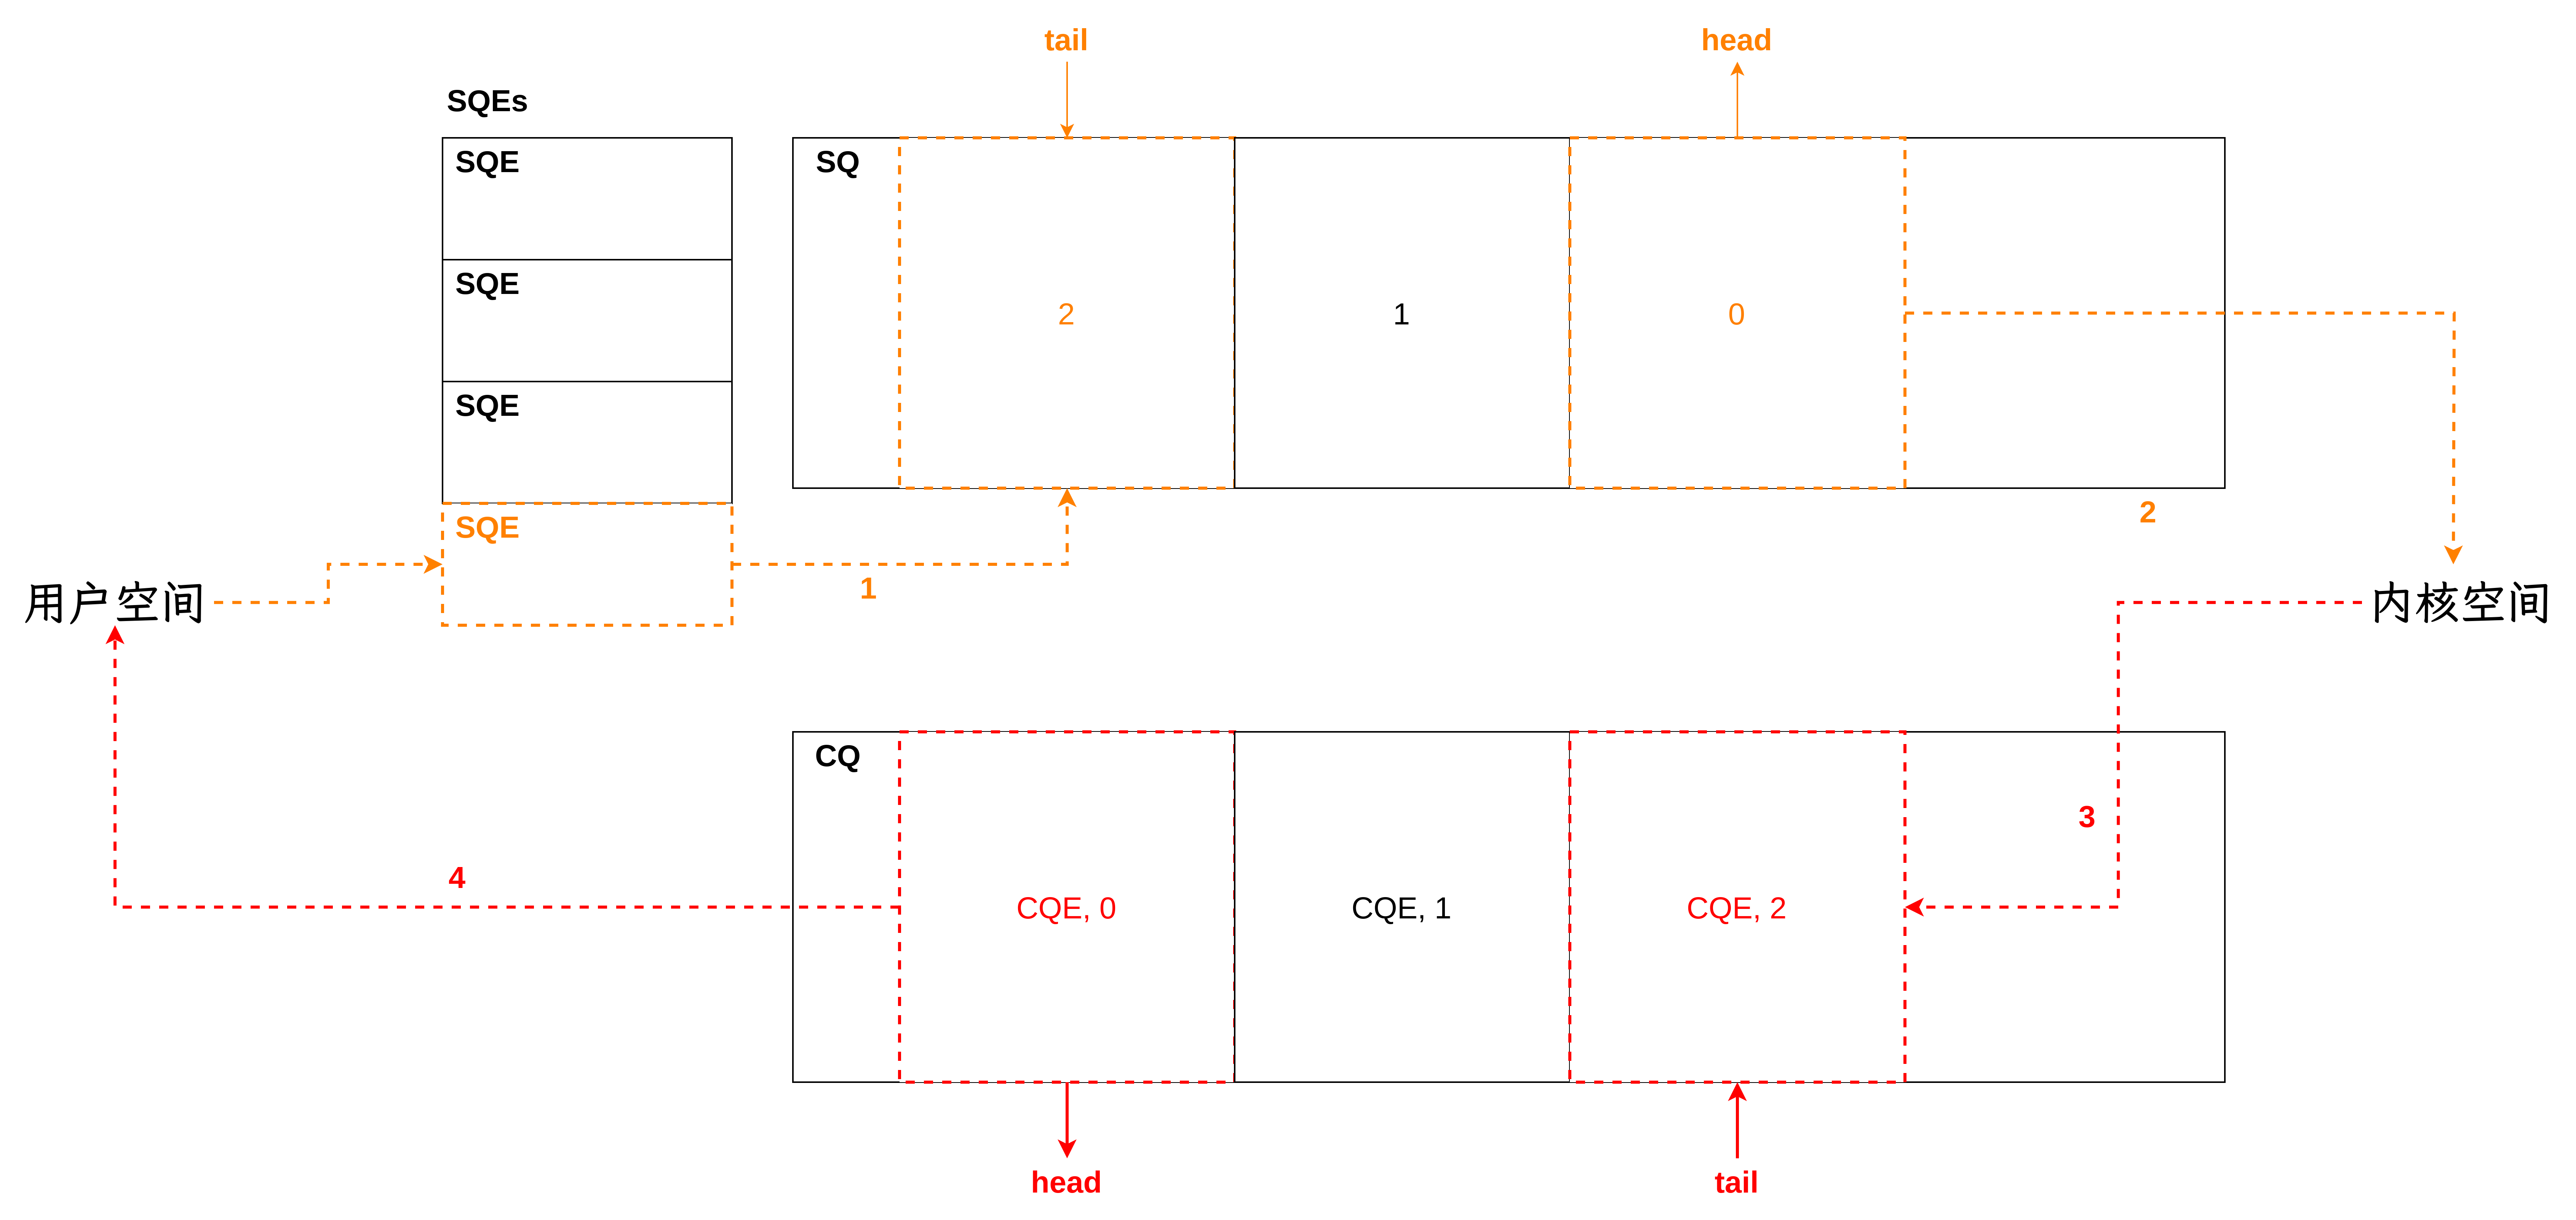 tail
head
SQEs
SQE
SQ
SQE
2
1
0
SQE
SQE
2
1
用户空间
内核空间
CQ
3
4
CQE, 0
CQE, 1
CQE, 2
head
tail